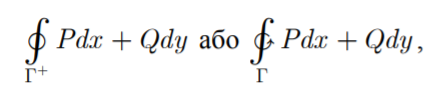 ∮_{Γ⁺} Pdx + Qdy або ∮_{Γ} Pdx + Qdy,